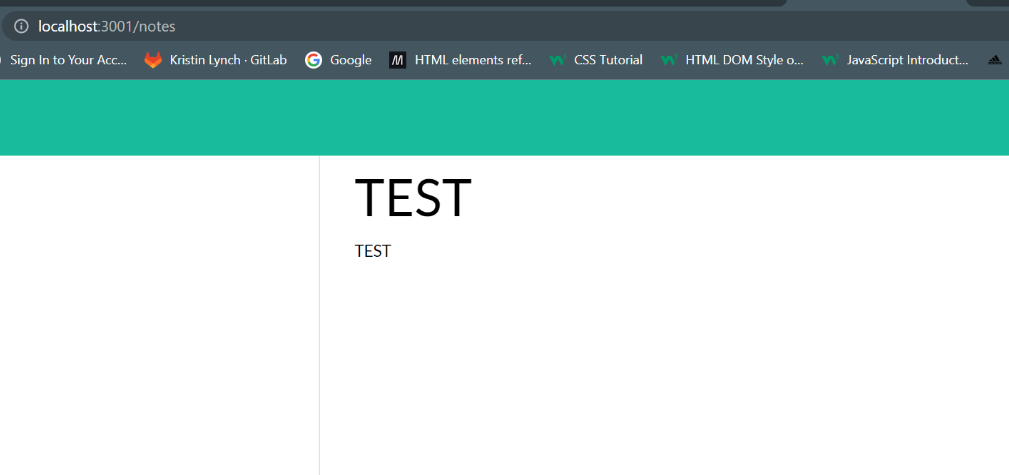 localhost:3001/notes
Sign In to Your Acc... Kristin Lynch · GitLab Google M HTML elements ref... CSS Tutorial HTML DOM Style o... JavaScript Introduct...
TEST
TEST